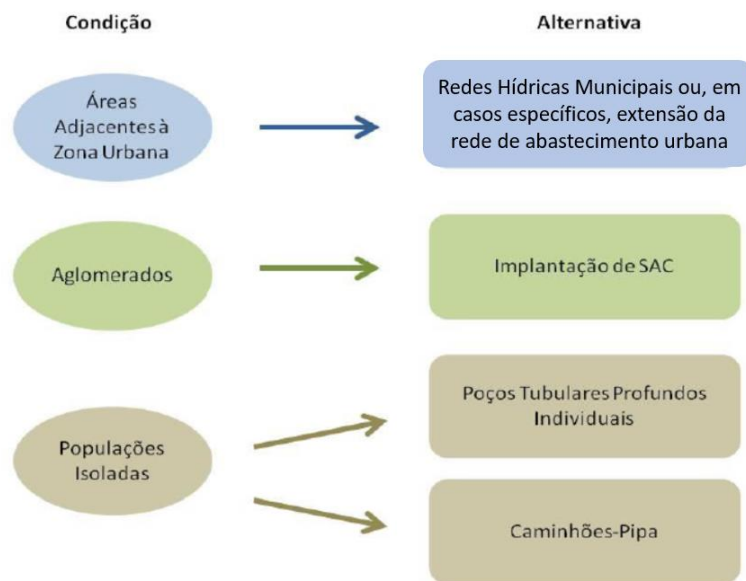 Condição
Alternativa
Áreas
Adjacentes à
Zona Urbana
Redes Hídricas Municipais ou, em
casos específicos, extensão da
rede de abastecimento urbana
Aglomerados
Implantação de SAC
Populações
Isoladas
Poços Tubulares Profundos
Individuais
Caminhões-Pipa